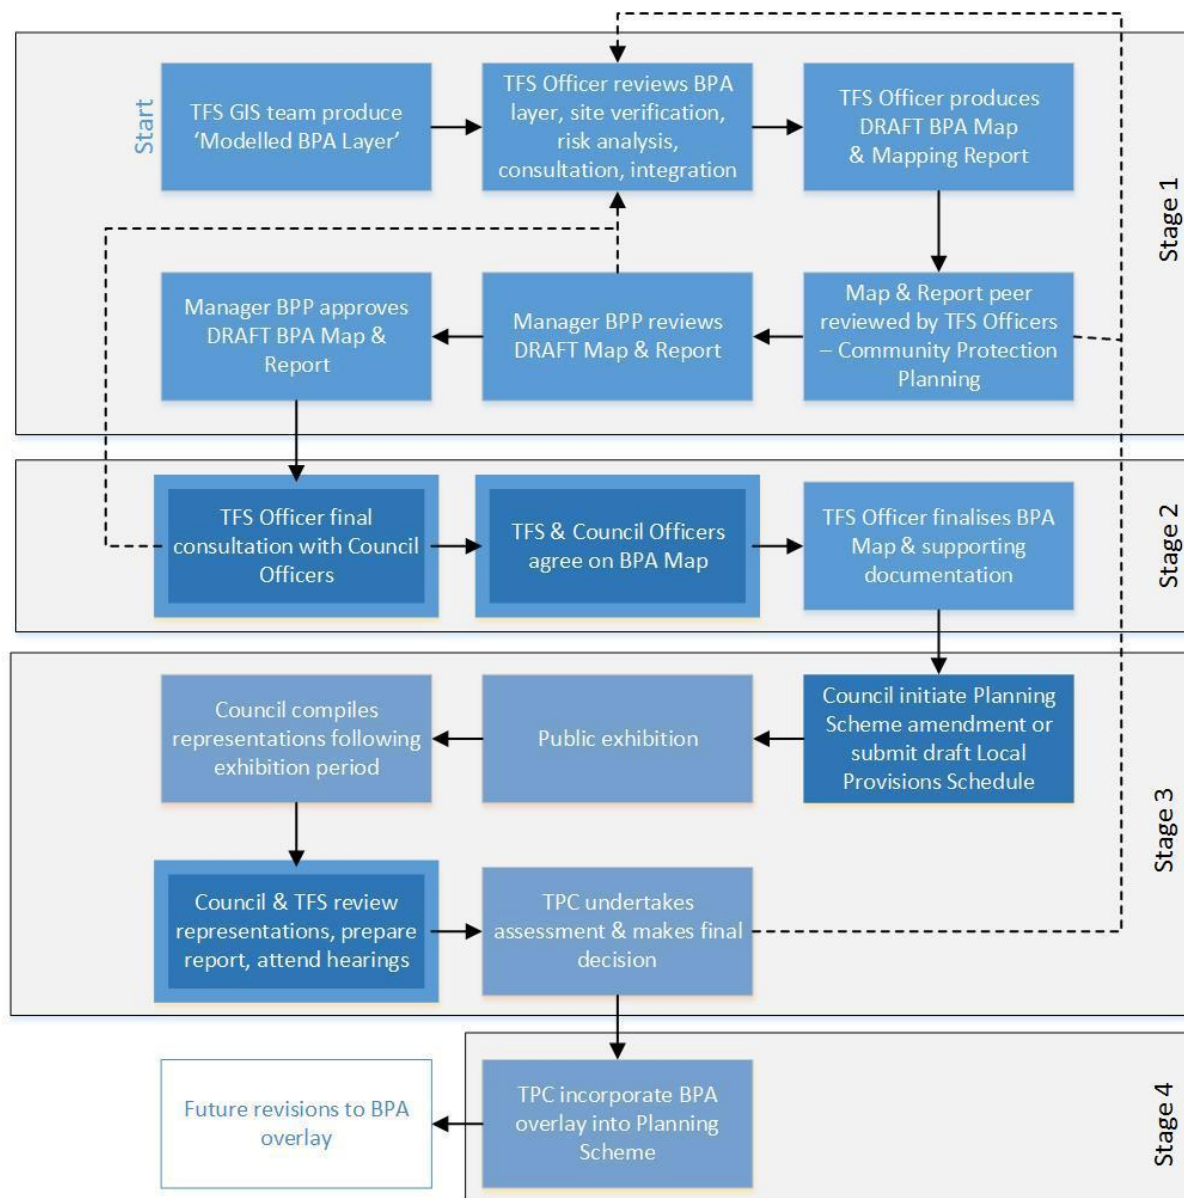 Start
TFS GIS team produce
‘Modelled BPA Layer’
TFS Officer reviews BPA
layer, site verification,
risk analysis,
consultation, integration
TFS Officer produces
DRAFT BPA Map
& Mapping Report
Stage 1
Map & Report peer
reviewed by TFS Officers
– Community Protection
Planning
Manager BPP reviews
DRAFT Map & Report
Manager BPP approves
DRAFT BPA Map &
Report
TFS Officer final
consultation with Council
Officers
TFS & Council Officers
agree on BPA Map
TFS Officer finalises BPA
Map & supporting
documentation
Stage 2
Council initiate Planning
Scheme amendment or
submit draft Local
Provisions Schedule
Public exhibition
Council compiles
representations following
exhibition period
Stage 3
Council & TFS review
representations, prepare
report, attend hearings
TPC undertakes
assessment & makes final
decision
TPC incorporate BPA
overlay into Planning
Scheme
Stage 4
Future revisions to BPA
overlay